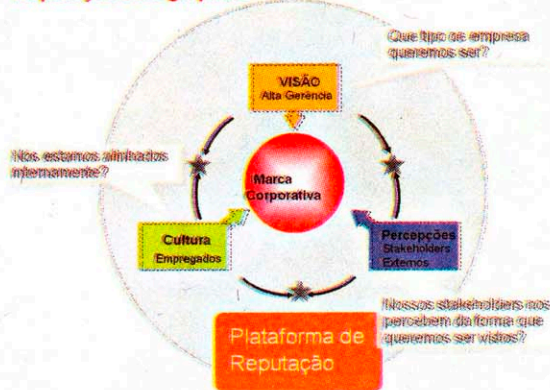 Que tipo de empresa
queremos ser?
VISÃO
Alta Gerência
Nós estamos alinhados
internamente?
Marca
Corporativa
Cultura
Empregados
Percepções
Stakeholders
Externos
Nossos stakeholders nos
percebem da forma que
queremos ser vistos?
Plataforma de
Reputação